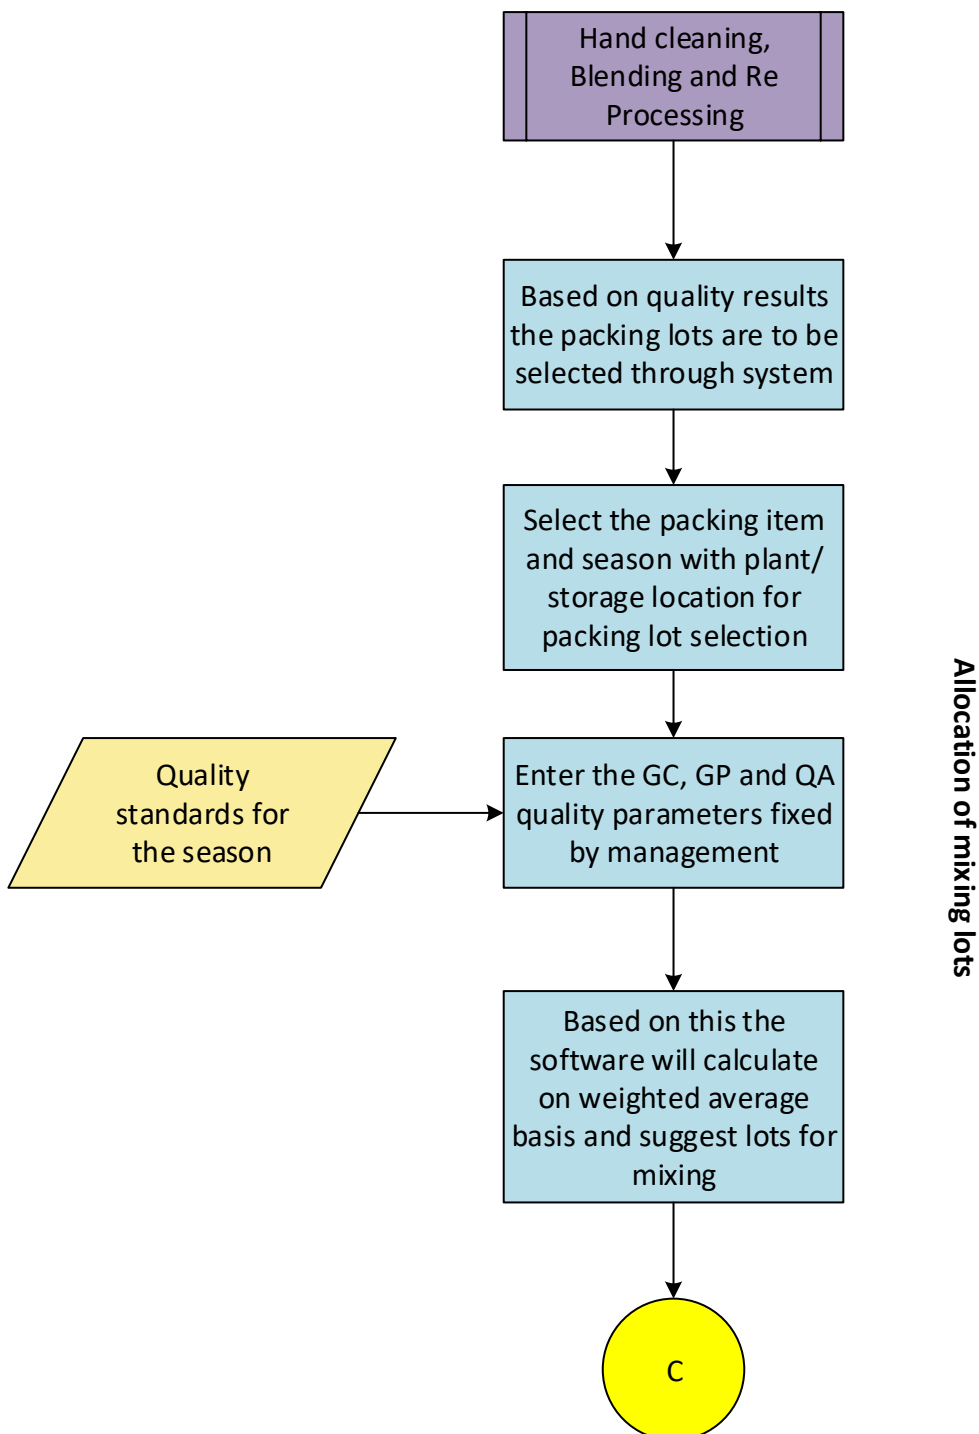 Hand cleaning,
Blending and Re
Processing
Based on quality results
the packing lots are to be
selected through system
Select the packing item
and season with plant/
storage location for
packing lot selection
Quality
standards for
the season
Enter the GC, GP and QA
quality parameters fixed
by management
Based on this the
software will calculate
on weighted average
basis and suggest lots for
mixing
C
Allocation of mixing lots